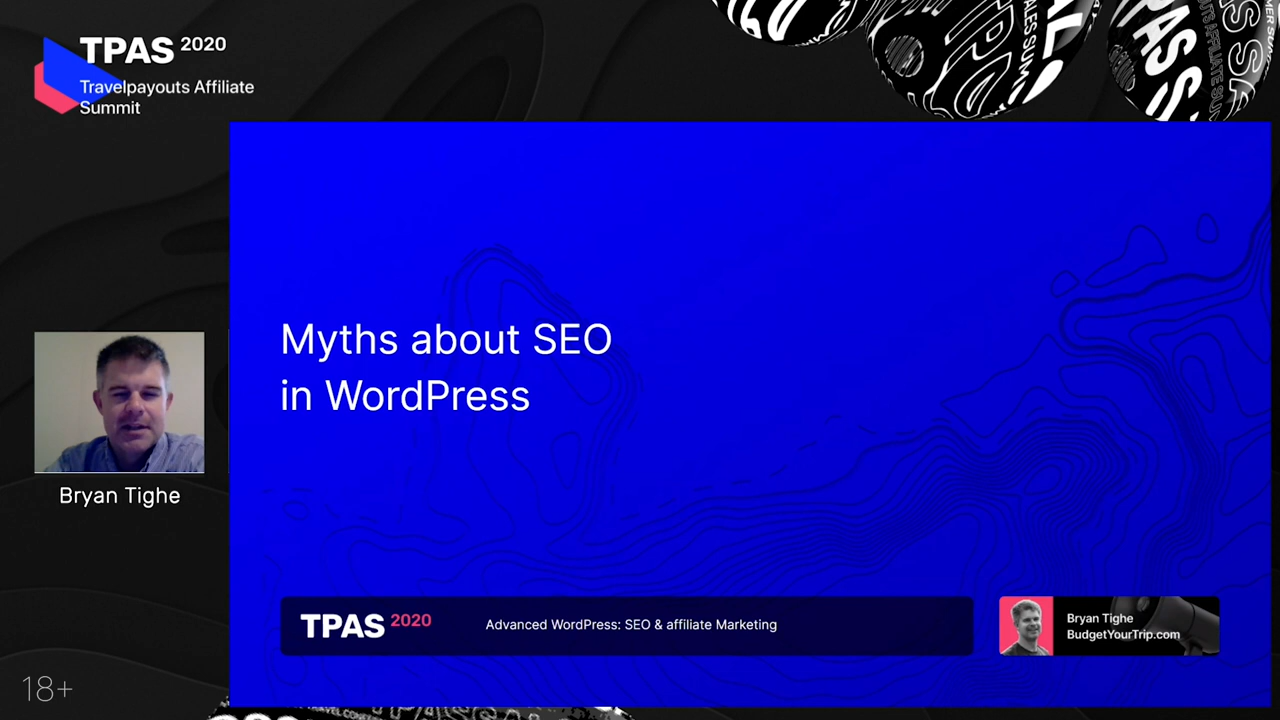 TPAS 2020
Travelpayouts Affiliate
Summit
Myths about SEO
in WordPress
Bryan Tighe
TPAS 2020
Advanced WordPress: SEO & affiliate Marketing
Bryan Tighe
BudgetYourTrip.com
18+